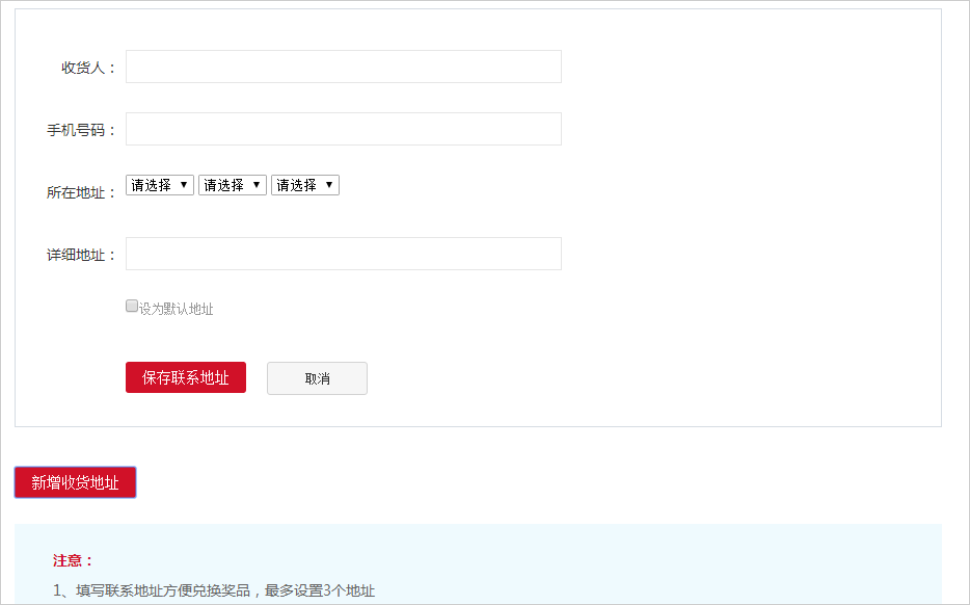 收货人：
手机号码：
所在地址： 请选择 请选择 请选择
详细地址：
设为默认地址
保存联系地址 取消
新增收货地址
注意：
1、填写联系地址方便兑换奖品，最多设置3个地址